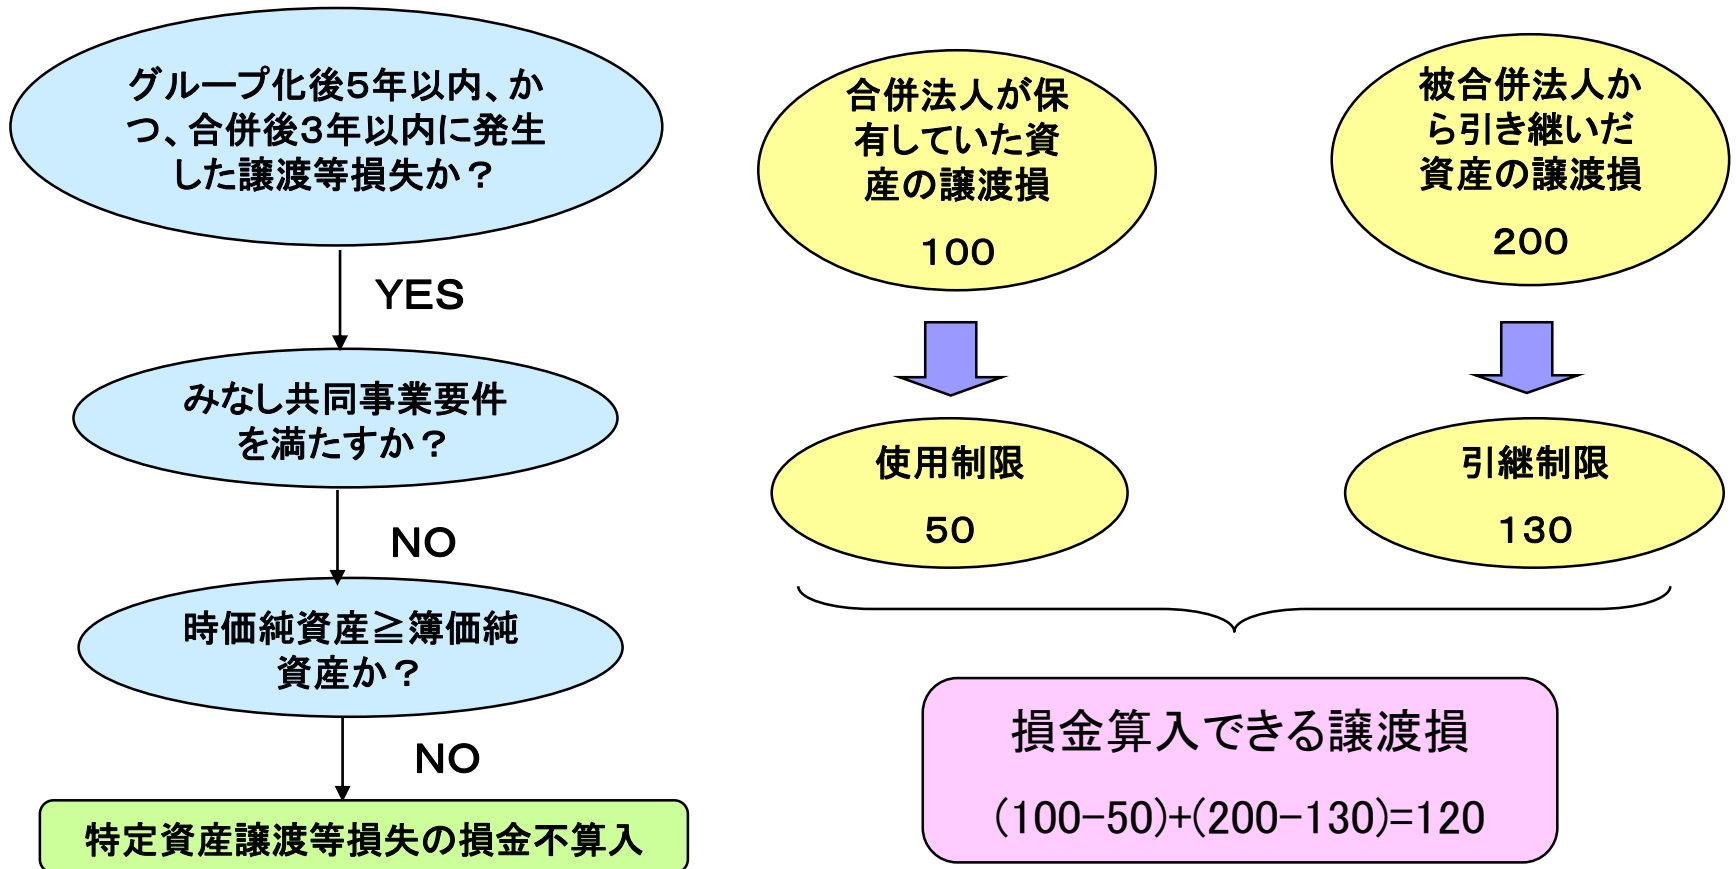 グループ化後5年以内、か
つ、合併後3年以内に発生
した譲渡等損失か？
YES
みなし共同事業要件
を満たすか？
NO
時価純資産≧簿価純
資産か？
NO
特定資産譲渡等損失の損金不算入
合併法人が保
有していた資
産の譲渡損
100
使用制限
50
被合併法人か
ら引き継いだ
資産の譲渡損
200
引継制限
130
損金算入できる譲渡損
(100-50)+(200-130)=120